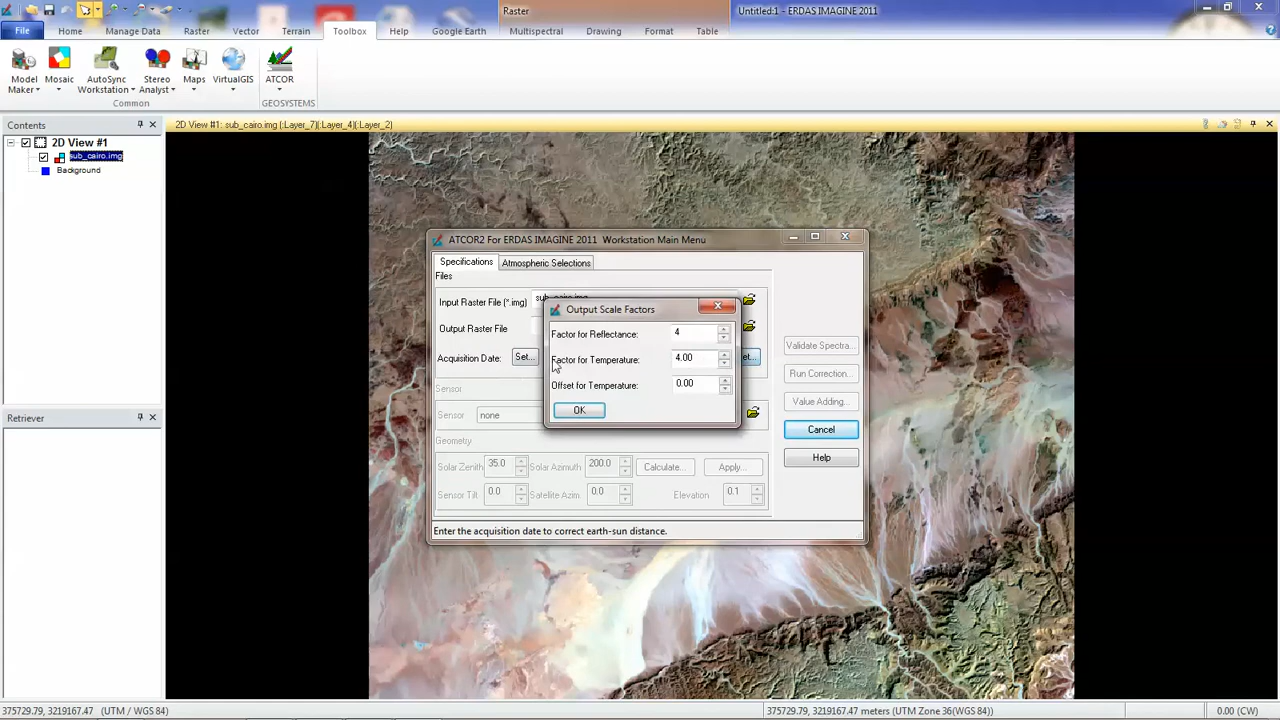 Raster
Untitled:1 - ERDAS IMAGINE 2011
File Home Manage Data Raster Vector Terrain Toolbox Help Google Earth Multispectral Drawing Format Table
Model Maker Mosaic AutoSync Workstation Stereo Analyst Maps VirtualGIS ATCOR
Common GEOSYSTEMS
Contents
2D View #1: sub_cairo.img (:Layer_7)(:Layer_4)(:Layer_2)
2D View #1
sub_cairo.img
Background
Retriever
ATCOR2 For ERDAS IMAGINE 2011 Workstation Main Menu
Specifications Atmospheric Selections
Files
Input Raster File (*.img) sub_cairo.img
Output Raster File
Acquisition Date: Set...
Output Scale Factors
Factor for Reflectance: 4
Factor for Temperature: 4.00
Offset for Temperature: 0.00
OK
Validate Spectra...
Run Correction...
Value Adding...
Cancel
Help
Sensor
Sensor none
Geometry
Solar Zenith 35.0 Solar Azimuth 200.0 Calculate... Apply...
Sensor Tilt 0.0 Satellite Azim. 0.0 Elevation 0.1
Enter the acquisition date to correct earth-sun distance.
375729.79, 3219167.47 (UTM / WGS 84)
375729.79, 3219167.47 meters (UTM Zone 36(WGS 84))
0.00 (CW)